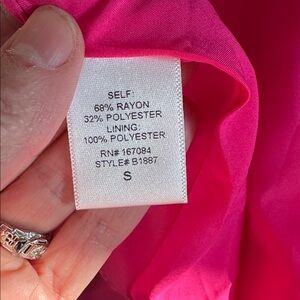 SELF:
68% RAYON
32% POLYESTER
LINING:
100% POLYESTER
RN# 167084
STYLE# B1887
S